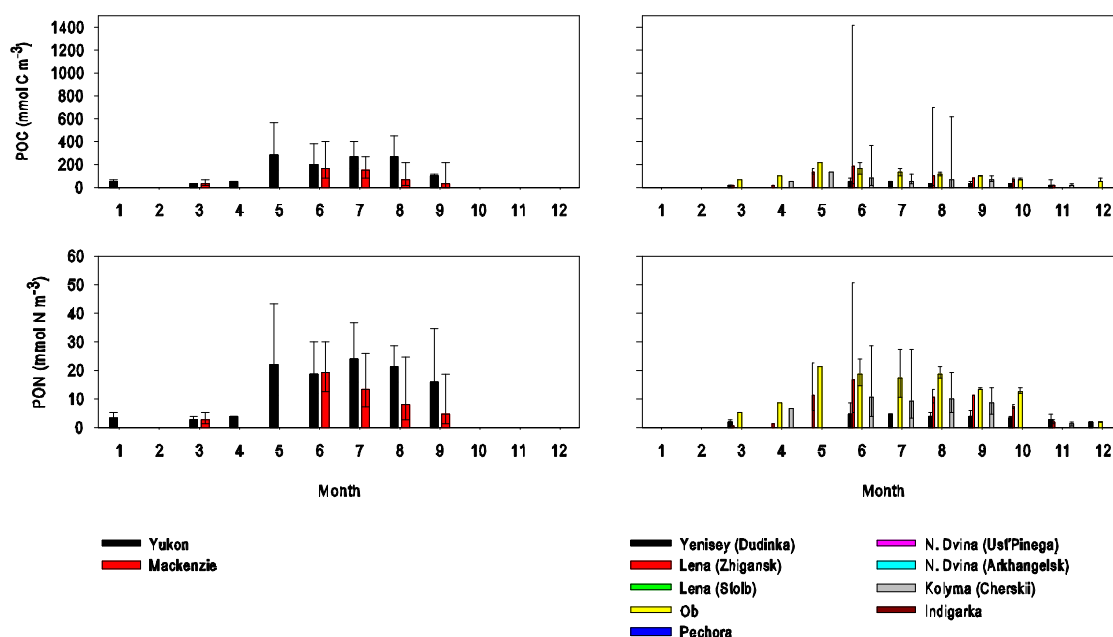 1400
1200
1000
800
600
400
200
0
POC (mmol C m⁻³)
1 2 3 4 5 6 7 8 9 10 11 12
1 2 3 4 5 6 7 8 9 10 11 12
60
50
40
30
20
10
0
PON (mmol N m⁻³)
1 2 3 4 5 6 7 8 9 10 11 12
1 2 3 4 5 6 7 8 9 10 11 12
Month
Month
Yukon
Mackenzie
Yenisey (Dudinka)
Lena (Zhigansk)
Lena (Stolb)
Ob
Pechora
N. Dvina (Ust'Pinega)
N. Dvina (Arkhangelsk)
Kolyma (Cherskii)
Indigarka